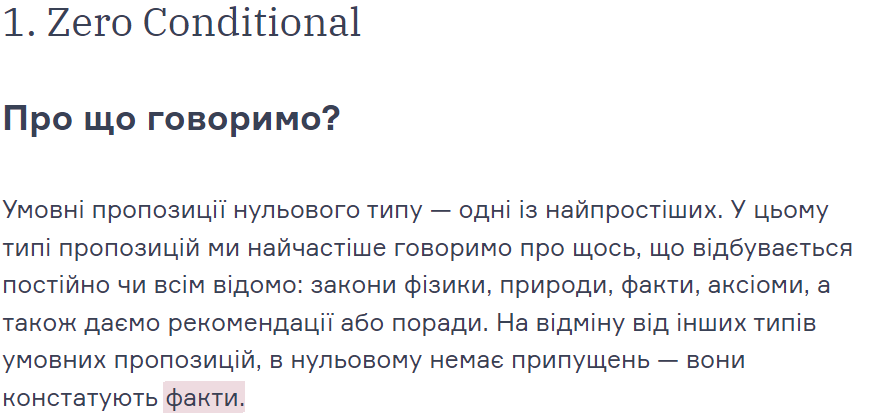 1. Zero Conditional
Про що говоримо?
Умовні пропозиції нульового типу — одні із найпростіших. У цьому
типі пропозицій ми найчастіше говоримо про щось, що відбувається
постійно чи всім відомо: закони фізики, природи, факти, аксіоми, а
також даємо рекомендації або поради. На відміну від інших типів
умовних пропозицій, в нульовому немає припущень — вони
констатують факти.